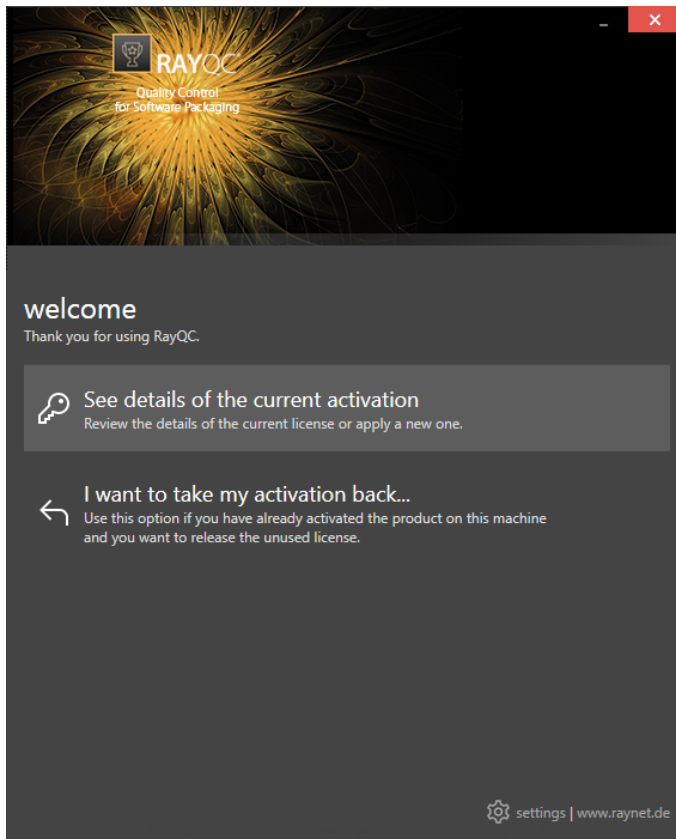 RAYQC
Quality Control
for Software Packaging
welcome
Thank you for using RayQC.
See details of the current activation
Review the details of the current license or apply a new one.
I want to take my activation back...
Use this option if you have already activated the product on this machine
and you want to release the unused license.
settings | www.raynet.de